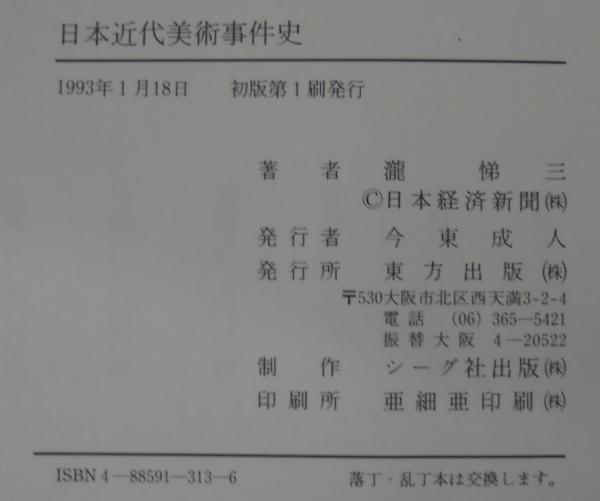 日本近代美術事件史
1993年1月18日 初版第1刷発行
著者 瀧悌三
©日本経済新聞㈱
発行者 今東成人
発行所 東方出版㈱
〒530大阪市北区西天満3-2-4
電話 (06) 365―5421
振替大阪 4―20522
制作 シーグ社出版㈱
印刷所 亜細亜印刷㈱
ISBN 4―88591―313―6 落丁・乱丁本は交換します。